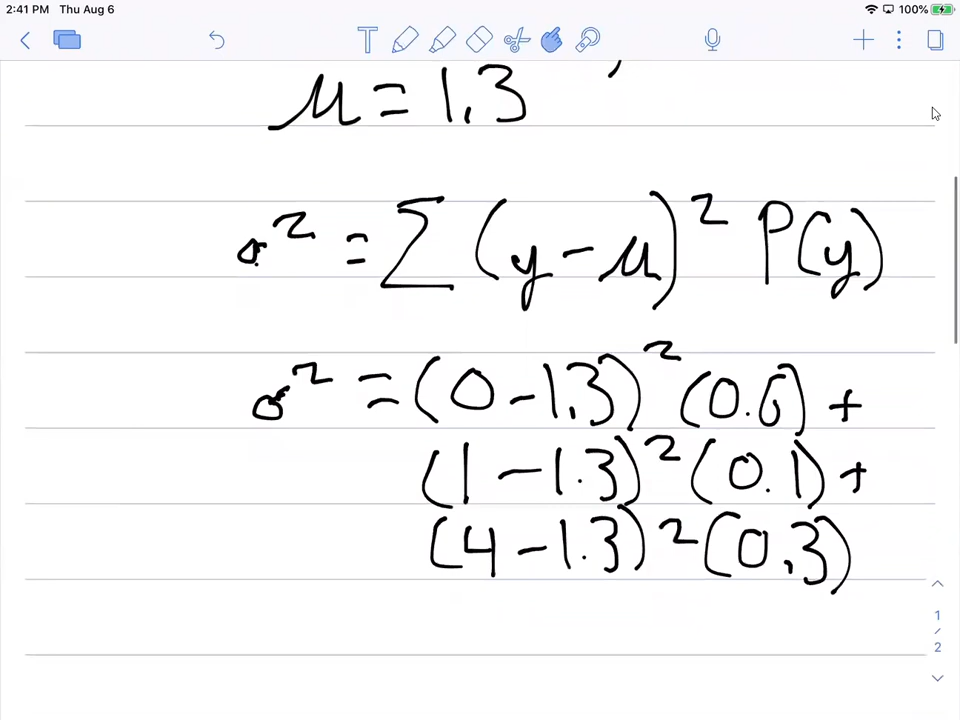 2:41 PM Thu Aug 6
100%
T
μ = 1.3
σ² = Σ (y - μ)² P(y)
σ² = (0 - 1.3)² (0.6) +
(1 - 1.3)² (0.1) +
(4 - 1.3)² (0.3)
1
/
2